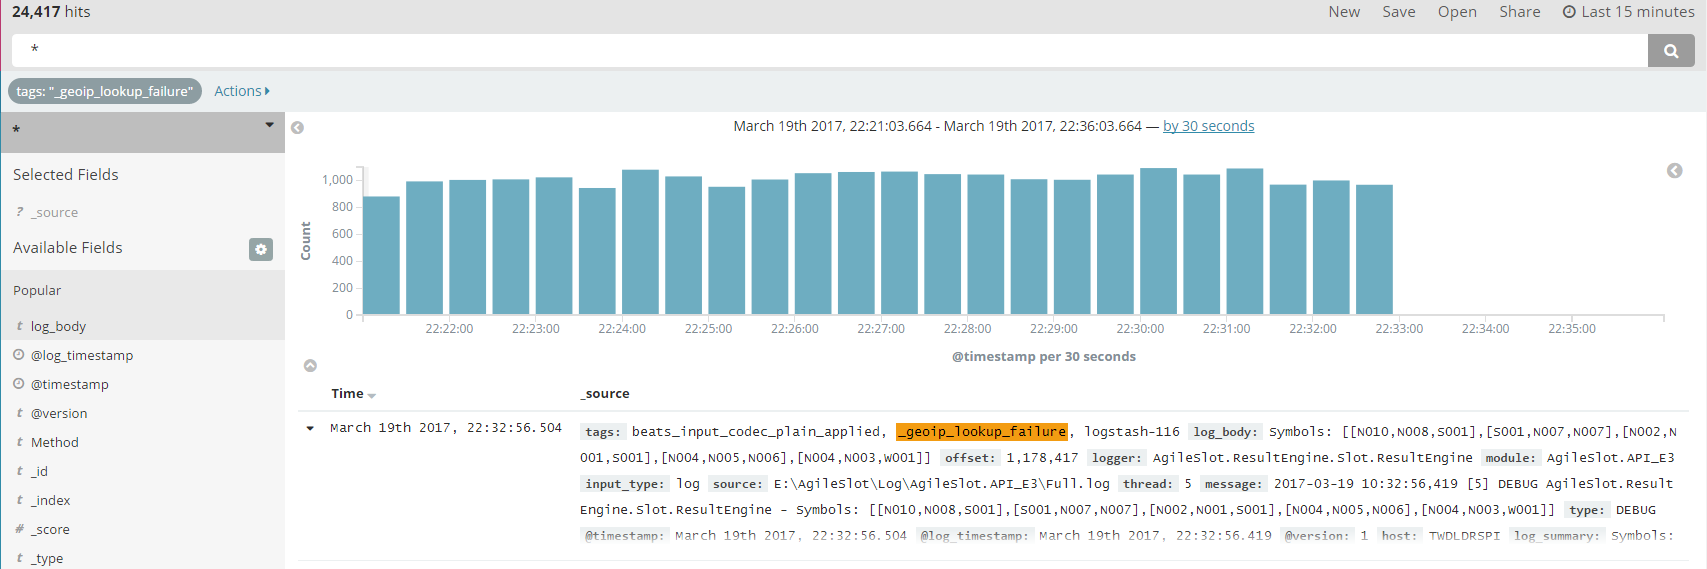 24,417 hits
New Save Open Share Last 15 minutes
*
tags: "_geoip_lookup_failure" Actions
*
Selected Fields
? _source
Available Fields
Popular
t log_body
@log_timestamp
@timestamp
t @version
t Method
t _id
t _index
# _score
t _type
March 19th 2017, 22:21:03.664 - March 19th 2017, 22:36:03.664 — by 30 seconds
Count
1,000
800
600
400
200
0
22:22:00 22:23:00 22:24:00 22:25:00 22:26:00 22:27:00 22:28:00 22:29:00 22:30:00 22:31:00 22:32:00 22:33:00 22:34:00 22:35:00
@timestamp per 30 seconds
Time _source
March 19th 2017, 22:32:56.504
tags: beats_input_codec_plain_applied, _geoip_lookup_failure, logstash-116 log_body: Symbols: [[N010,N008,S001],[S001,N007,N007],[N002,N
001,S001],[N004,N005,N006],[N004,N003,W001]] offset: 1,178,417 logger: AgileSlot.ResultEngine.Slot.ResultEngine module: AgileSlot.API_E3
input_type: log source: E:\AgileSlot\Log\AgileSlot.API_E3\Full.log thread: 5 message: 2017-03-19 10:32:56,419 [5] DEBUG AgileSlot.Result
Engine.Slot.ResultEngine - Symbols: [[N010,N008,S001],[S001,N007,N007],[N002,N001,S001],[N004,N005,N006],[N004,N003,W001]] type: DEBUG
@timestamp: March 19th 2017, 22:32:56.504 @log_timestamp: March 19th 2017, 22:32:56.419 @version: 1 host: TWDLDRSPI log_summary: Symbols: